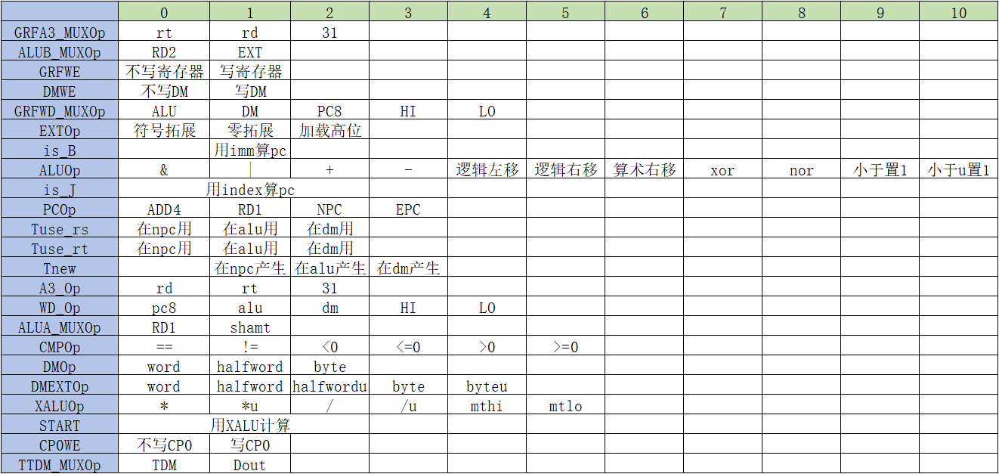 0 1 2 3 4 5 6 7 8 9 10
GRFA3_MUXOp rt rd 31
ALUB_MUXOp RD2 EXT
GRFWE 不写寄存器 写寄存器
DMWE 不写DM 写DM
GRFWD_MUXOp ALU DM PC8 HI LO
EXTOp 符号拓展 零拓展 加载高位
is_B 用imm算pc
ALUOp & | + - 逻辑左移 逻辑右移 算术右移 xor nor 小于置1 小于u置1
is_J 用index算pc
PCOp ADD4 RD1 NPC EPC
Tuse_rs 在npc用 在alu用 在dm用
Tuse_rt 在npc用 在alu用 在dm用
Tnew 在npc产生 在alu产生 在dm产生
A3_Op rd rt 31
WD_Op pc8 alu dm HI LO
ALUA_MUXOp RD1 shamt
CMPOp == != <0 <=0 >0 >=0
DMOp word halfword byte
DMEXTOp word halfword halfwordu byte byteu
XALUOp * *u / /u mthi mtlo
START 用XALU计算
CP0WE 不写CP0 写CP0
TTDM_MUXOp TDM Dout